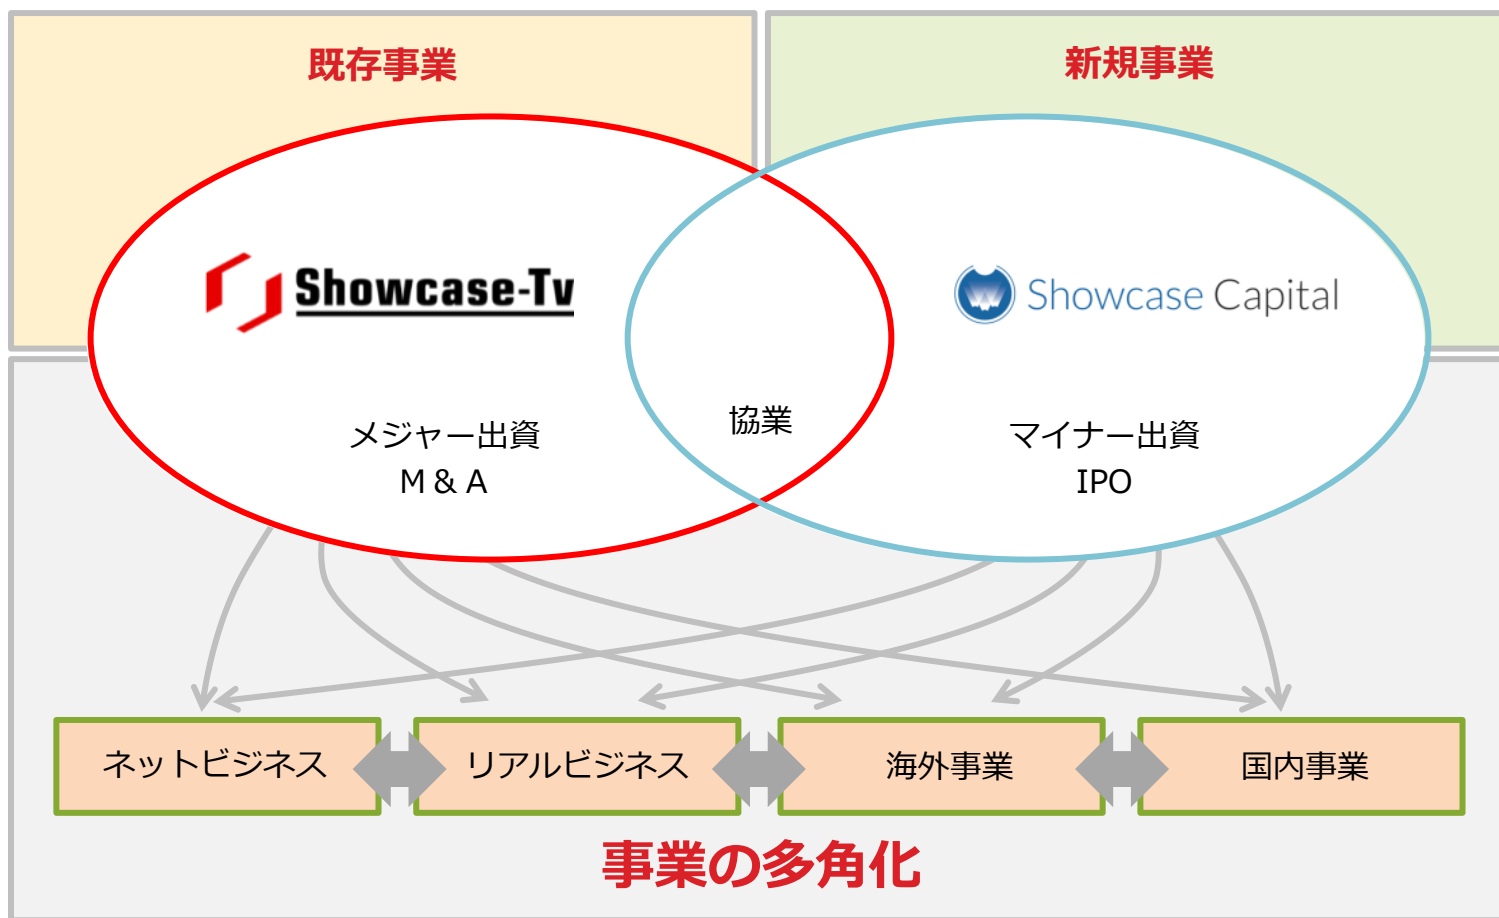 既存事業
新規事業
Showcase-Tv
Showcase Capital
メジャー出資
M & A
協業
マイナー出資
IPO
ネットビジネス
リアルビジネス
海外事業
国内事業
事業の多角化